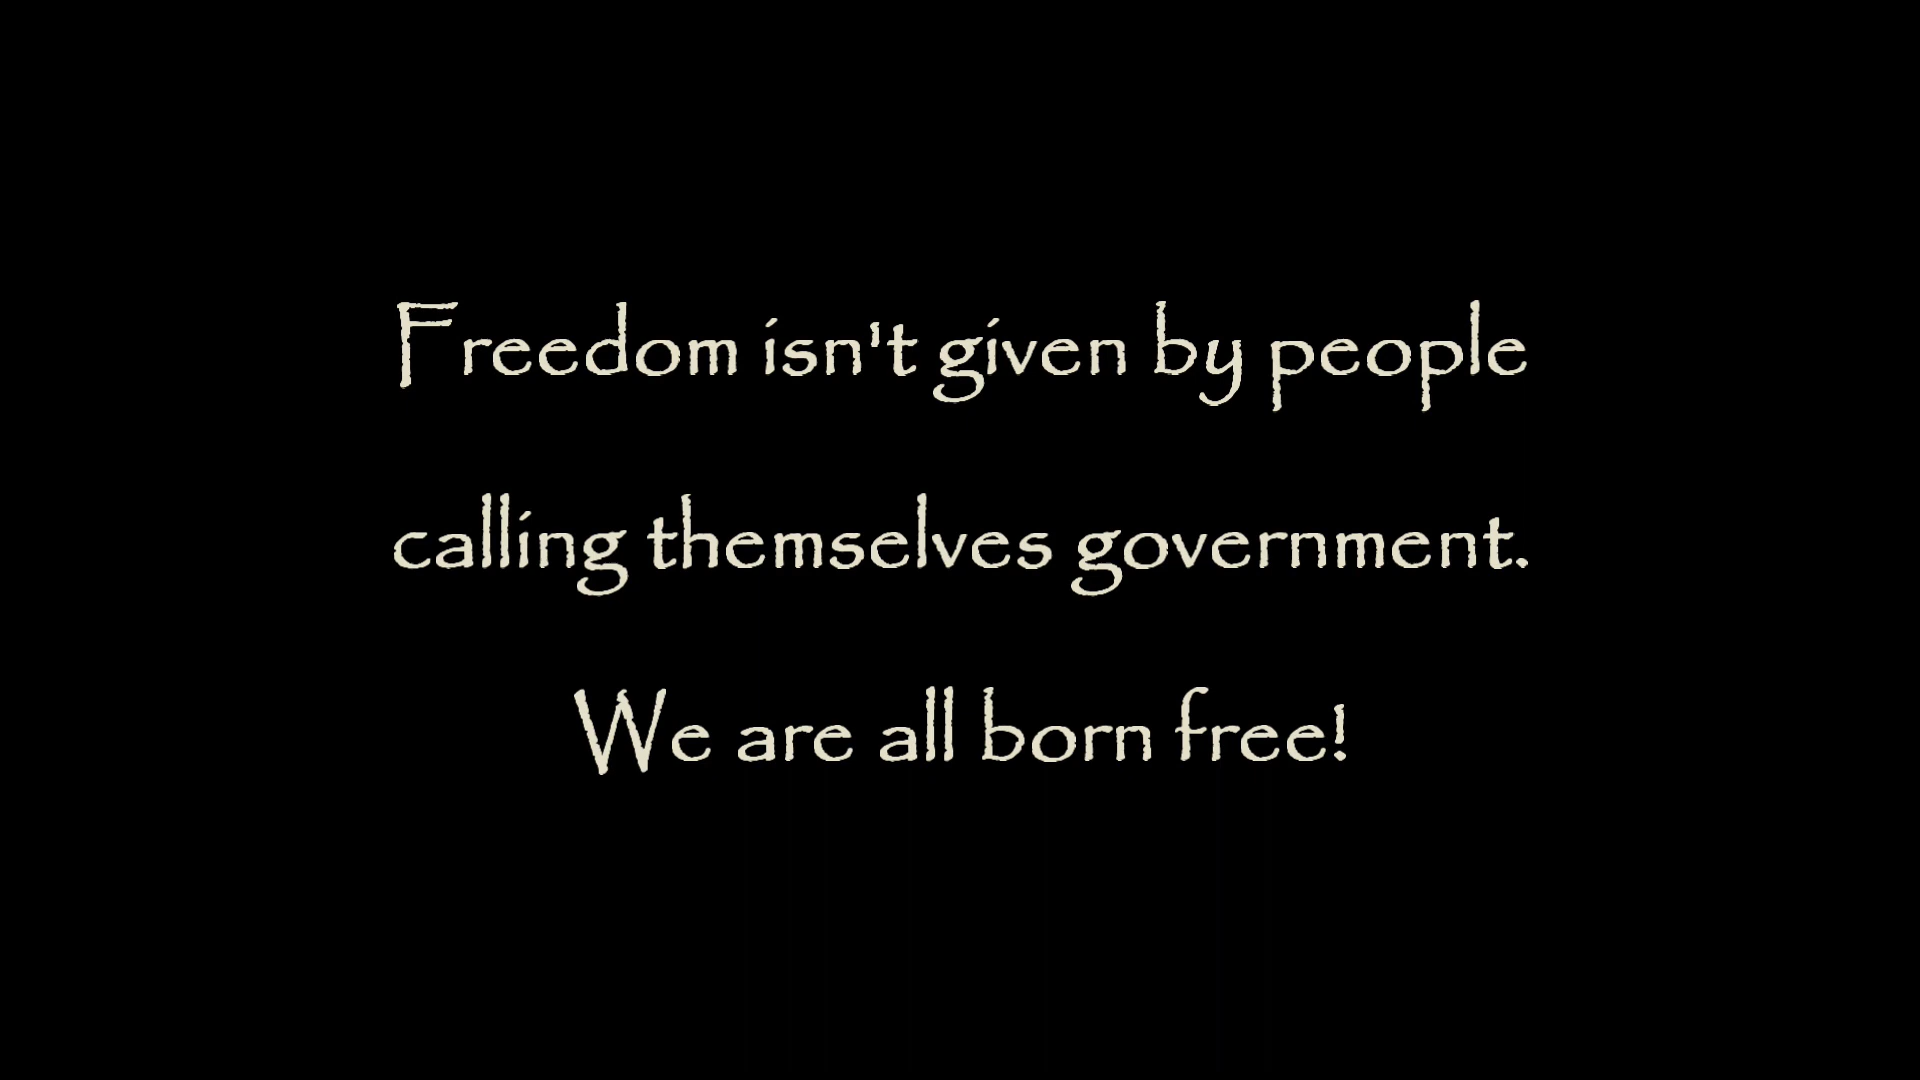 Freedom isn't given by people
calling themselves government.
We are all born free!